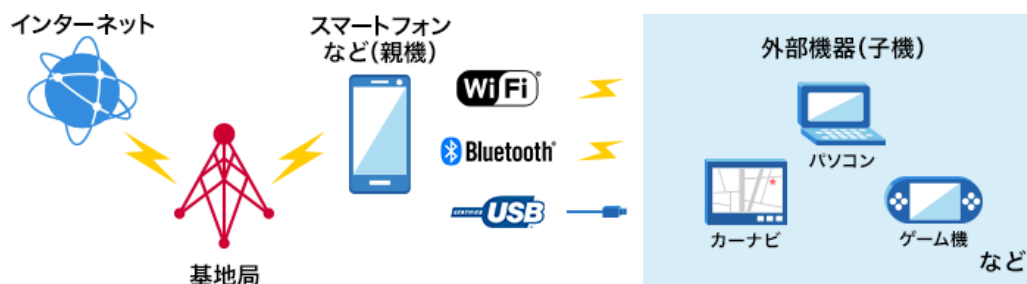 インターネット
スマートフォン
など(親機)
基地局
Wi Fi®
Bluetooth®
CERTIFIED USB
外部機器(子機)
パソコン
カーナビ
ゲーム機
など